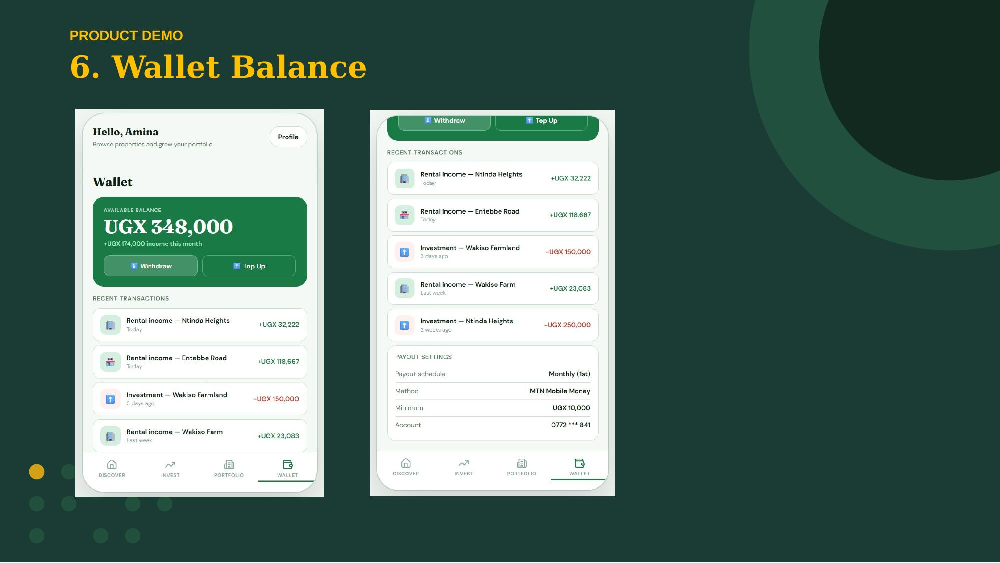 PRODUCT DEMO
6. Wallet Balance
Hello, Amina
Browse properties and grow your portfolio
Profile
Wallet
AVAILABLE BALANCE
UGX 348,000
+UGX 174,000 income this month
Withdraw
Top Up
RECENT TRANSACTIONS
Rental income — Ntinda Heights
Today
+UGX 32,222
Rental income — Entebbe Road
Today
+UGX 118,667
Investment — Wakiso Farmland
3 days ago
−UGX 150,000
Rental income — Wakiso Farm
Last week
+UGX 23,083
DISCOVER
INVEST
PORTFOLIO
WALLET
Withdraw
Top Up
RECENT TRANSACTIONS
Rental income — Ntinda Heights
Today
+UGX 32,222
Rental income — Entebbe Road
Today
+UGX 118,667
Investment — Wakiso Farmland
3 days ago
−UGX 150,000
Rental income — Wakiso Farm
Last week
+UGX 23,083
Investment — Ntinda Heights
2 weeks ago
−UGX 250,000
PAYOUT SETTINGS
Payout schedule
Monthly (1st)
Method
MTN Mobile Money
Minimum
UGX 10,000
Account
0772 *** 841
DISCOVER
INVEST
PORTFOLIO
WALLET